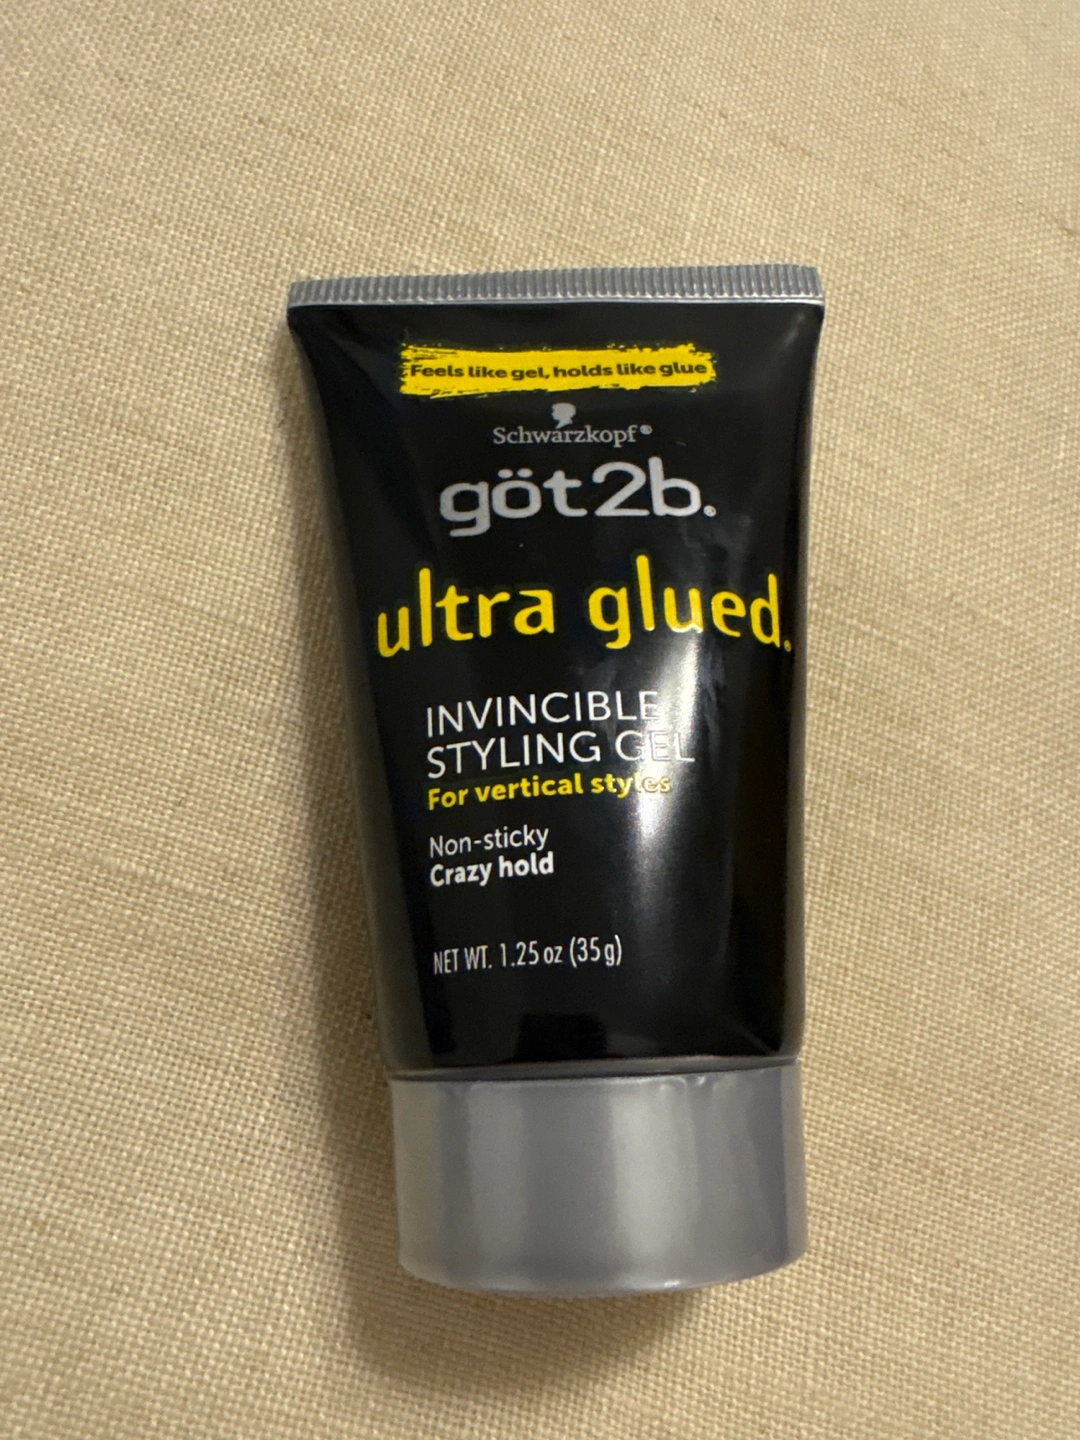 Feels like gel, holds like glue
Schwarzkopf®
göt2b®
ultra glued®
INVINCIBLE
STYLING GEL
For vertical styles
Non-sticky
Crazy hold
NET WT. 1.25 oz (35 g)